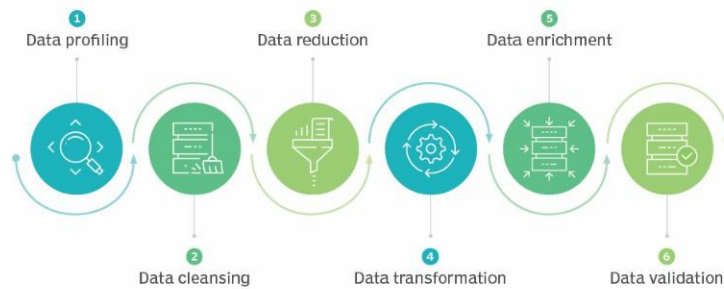 1
Data profiling
2
Data cleansing
3
Data reduction
4
Data transformation
5
Data enrichment
6
Data validation